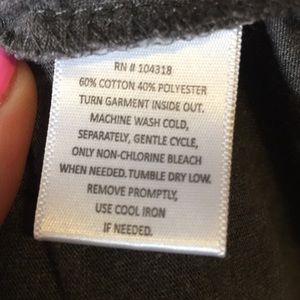 RN # 104318
60% COTTON 40% POLYESTER
TURN GARMENT INSIDE OUT.
MACHINE WASH COLD,
SEPARATELY, GENTLE CYCLE,
ONLY NON-CHLORINE BLEACH
WHEN NEEDED. TUMBLE DRY LOW.
REMOVE PROMPTLY,
USE COOL IRON
IF NEEDED.